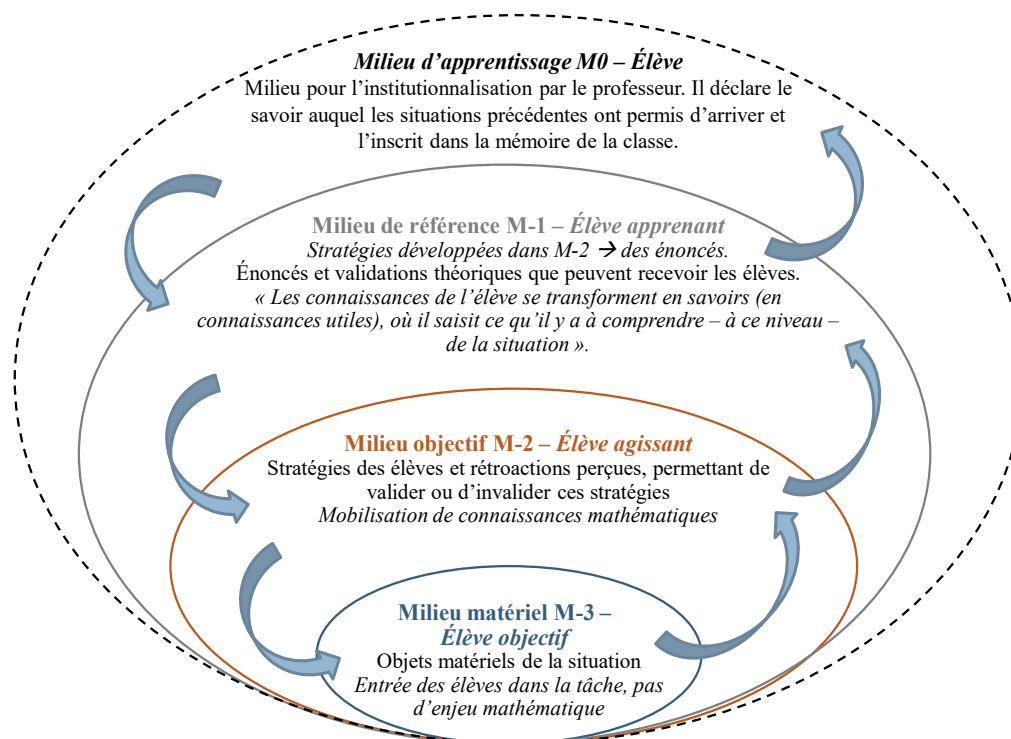 Milieu d’apprentissage M0 – Élève
Milieu pour l’institutionnalisation par le professeur. Il déclare le
savoir auquel les situations précédentes ont permis d’arriver et
l’inscrit dans la mémoire de la classe.
Milieu de référence M-1 – Élève apprenant
Stratégies développées dans M-2 → des énoncés.
Énoncés et validations théoriques que peuvent recevoir les élèves.
« Les connaissances de l’élève se transforment en savoirs (en
connaissances utiles), où il saisit ce qu’il y a à comprendre – à ce niveau –
de la situation ».
Milieu objectif M-2 – Élève agissant
Stratégies des élèves et rétroactions perçues, permettant de
valider ou d’invalider ces stratégies
Mobilisation de connaissances mathématiques
Milieu matériel M-3 –
Élève objectif
Objets matériels de la situation
Entrée des élèves dans la tâche, pas
d’enjeu mathématique